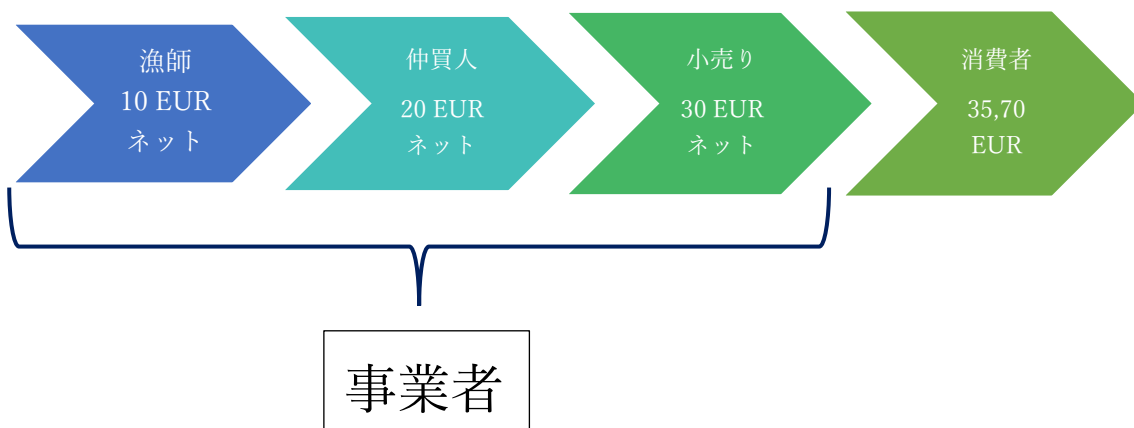 漁師
10 EUR
ネット
仲買人
20 EUR
ネット
小売り
30 EUR
ネット
消費者
35,70
EUR
事業者